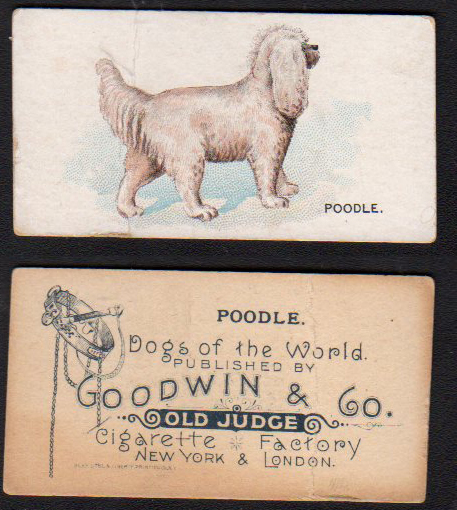 POODLE.
POODLE.
Dogs of the World.
PUBLISHED BY
GOODWIN & Co.
OLD JUDGE
Cigarette Factory
NEW YORK & LONDON.